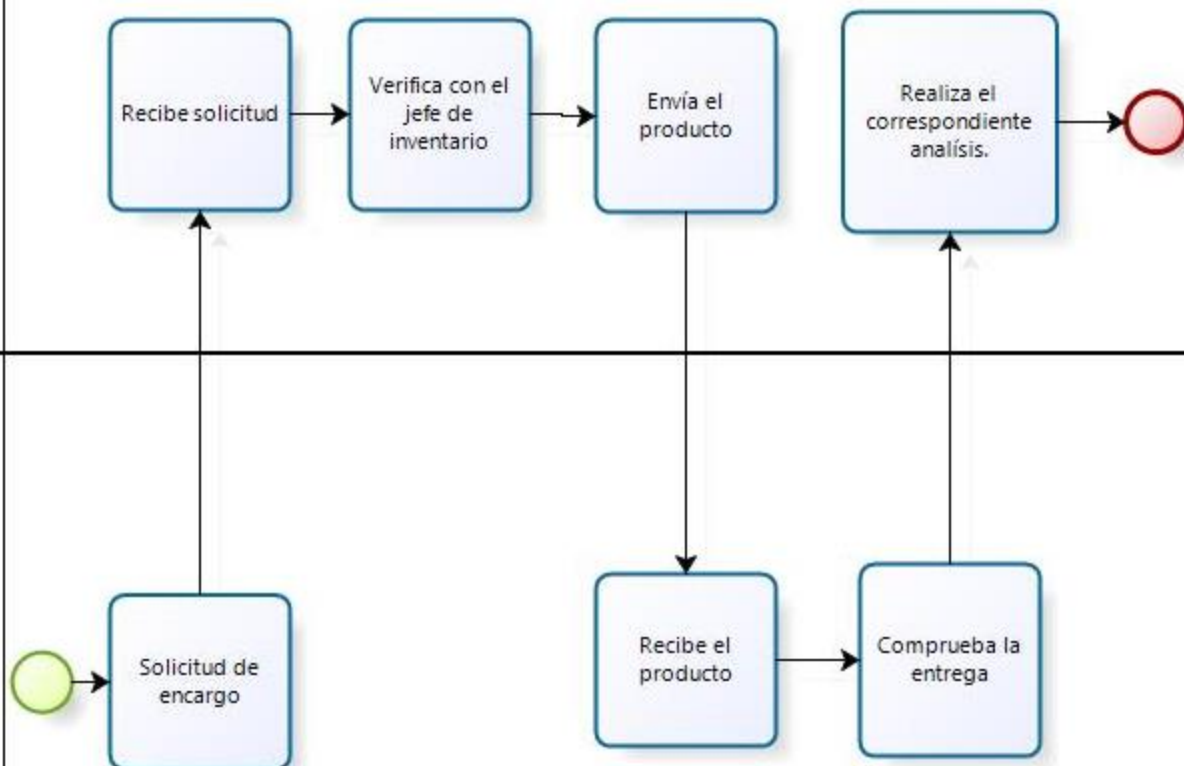 Recibe solicitud
Verifica con el
jefe de
inventario
Envía el
producto
Realiza el
correspondiente
analísis.
Solicitud de
encargo
Recibe el
producto
Comprueba la
entrega